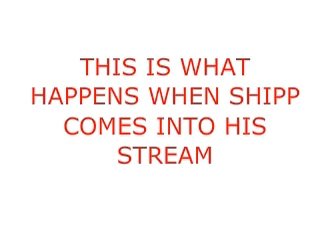 THIS IS WHAT
HAPPENS WHEN SHIPP
COMES INTO HIS
STREAM